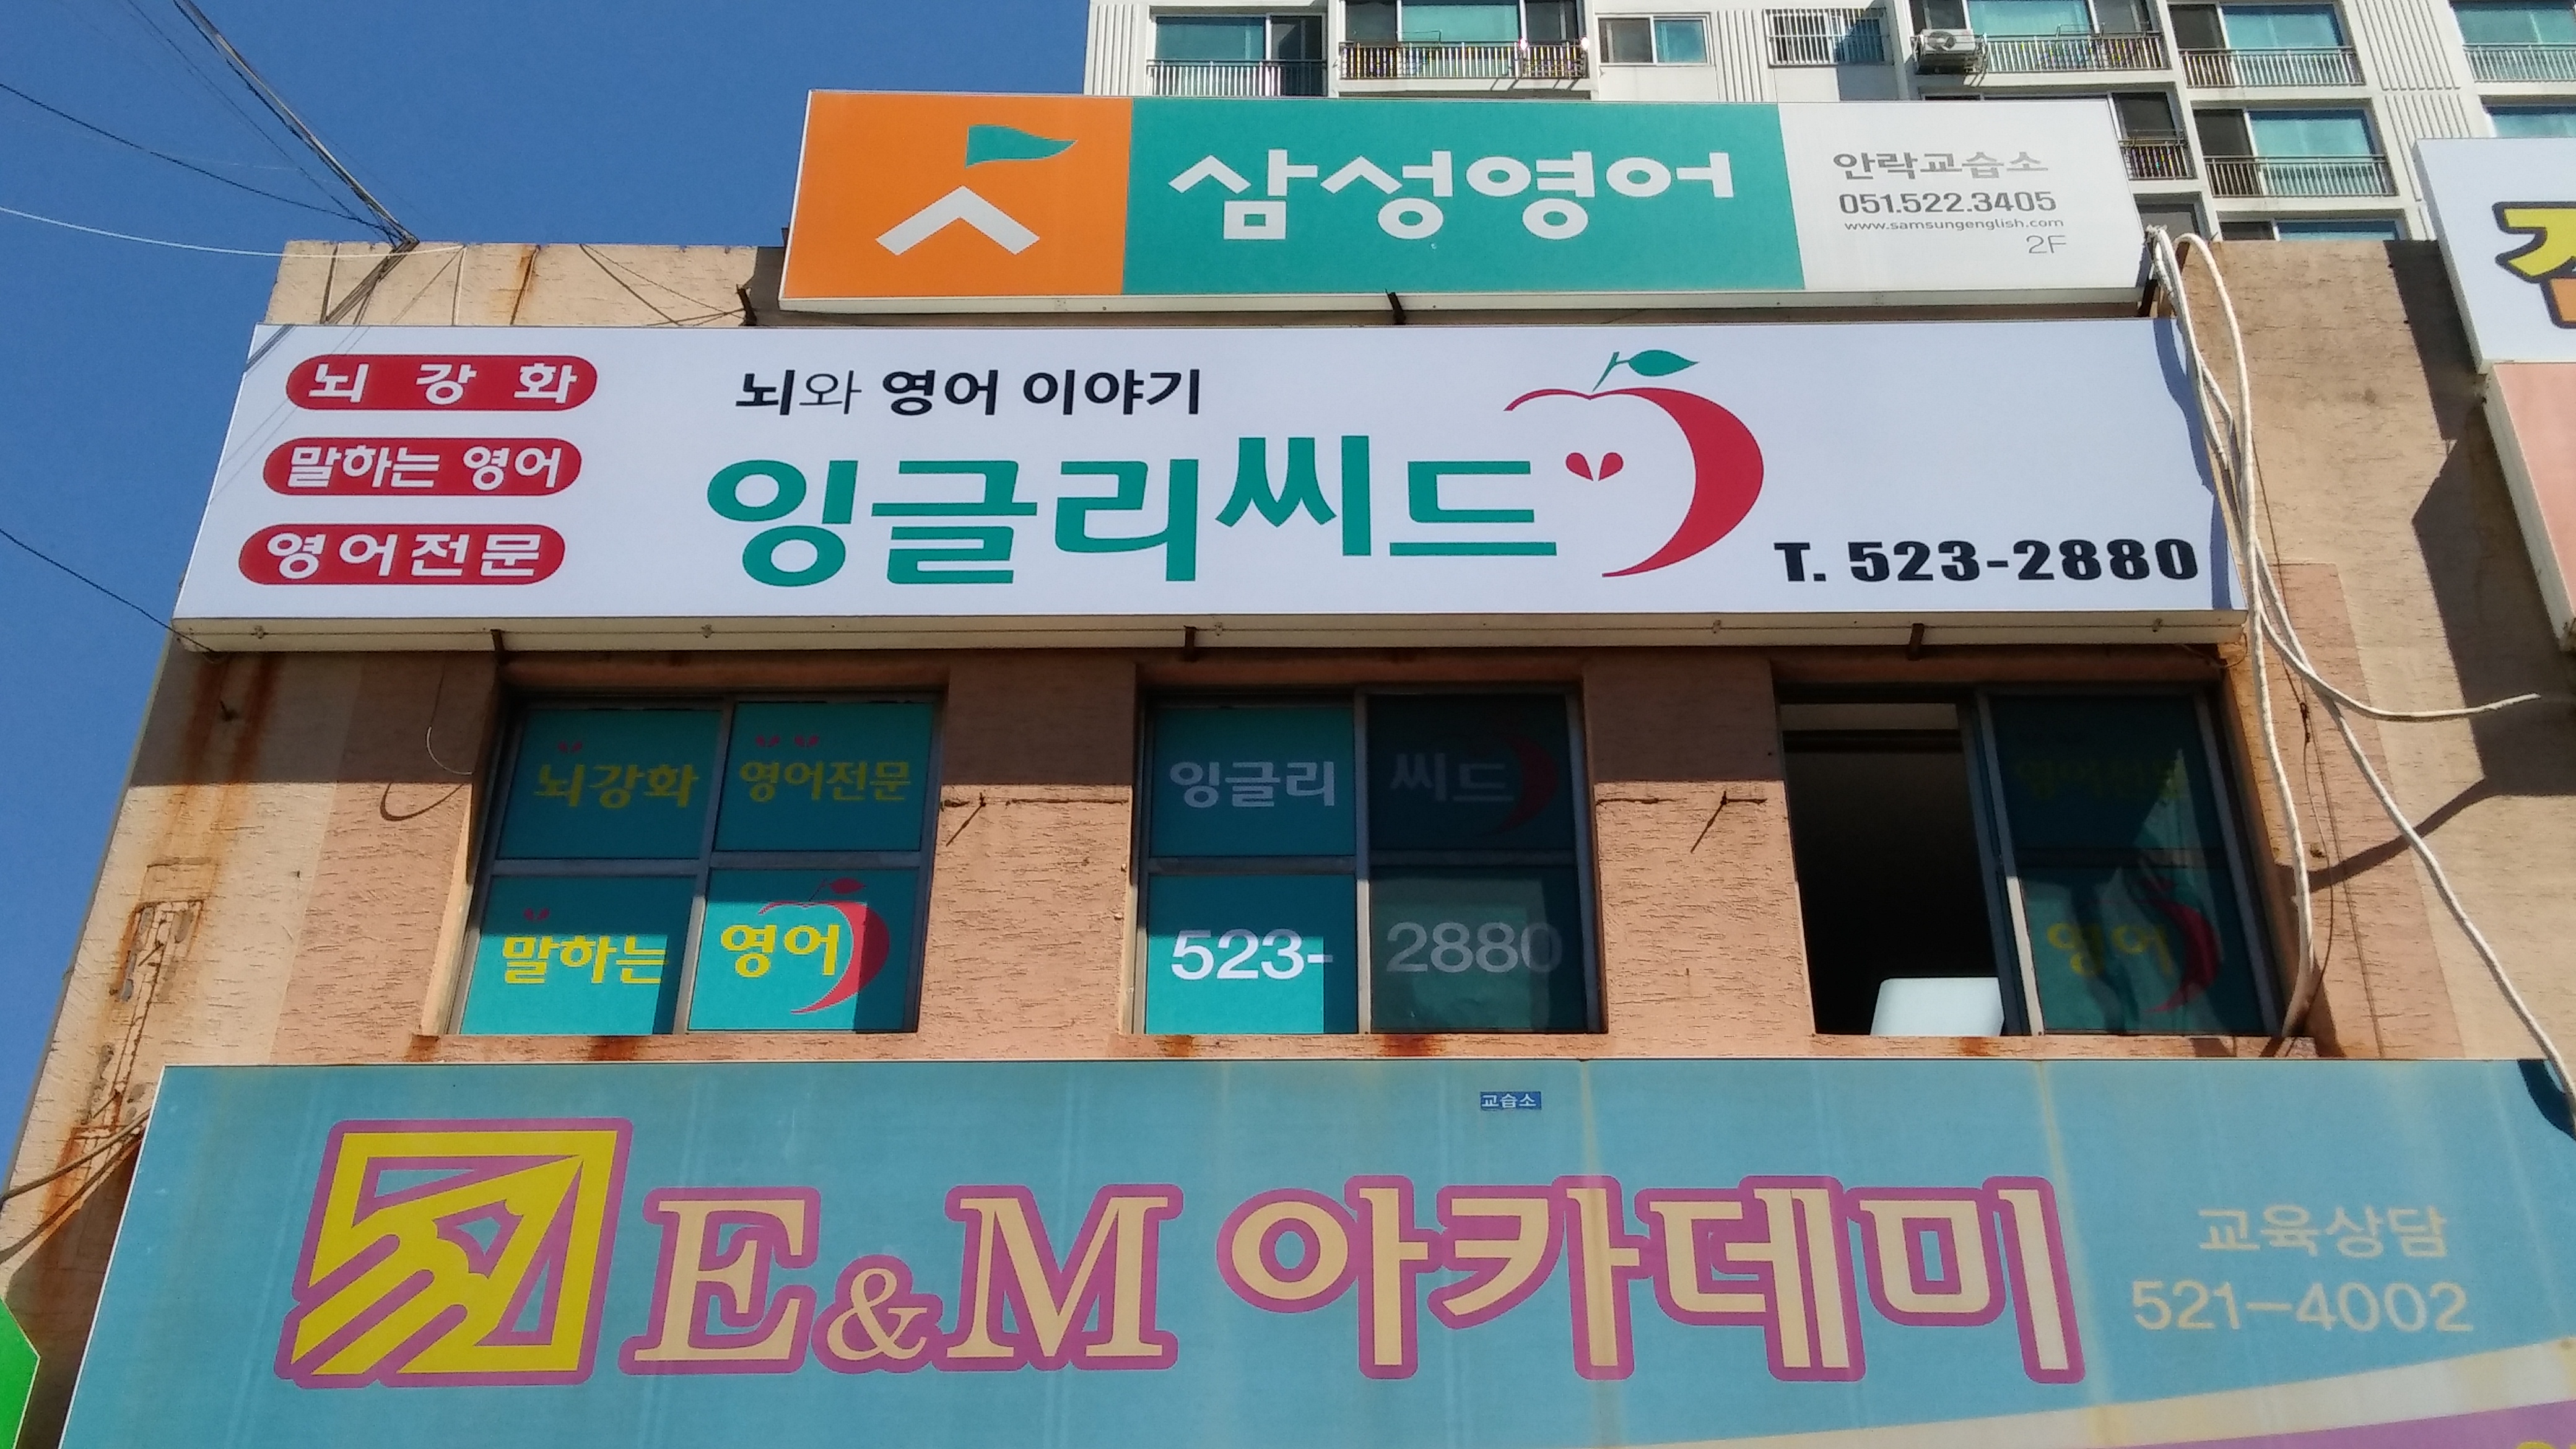 삼성영어
안락교습소
051.522.3405
www.samsungenglish.com
2F
뇌 강 화
말하는 영어
영어전문
뇌와 영어 이야기
잉글리씨드
T. 523-2880
뇌강화 영어전문
말하는 영어
잉글리 씨드
523- 2880
영어전문
영어
교습소
E&M 아카데미
교육상담
521-4002